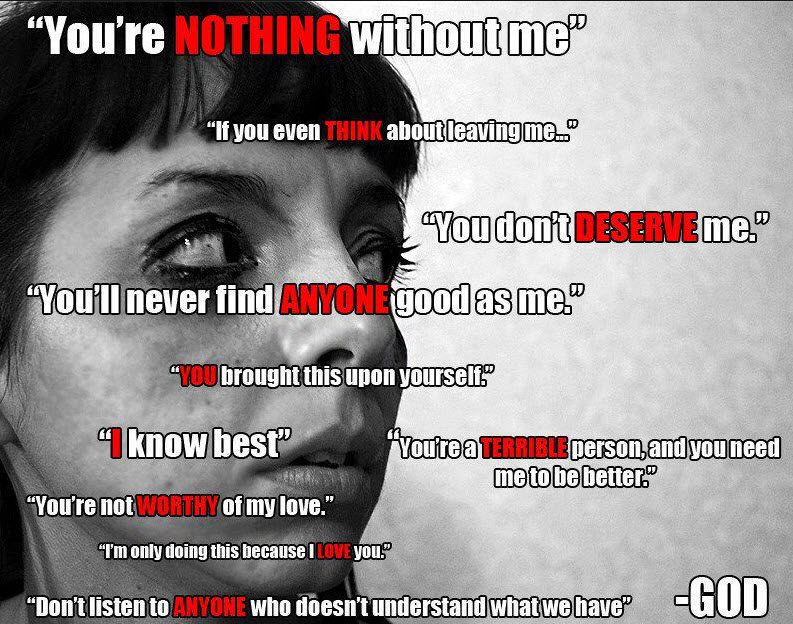 “You’re NOTHING without me”
“If you even THINK about leaving me...”
“You don’t DESERVE me.”
“You’ll never find ANYONE good as me.”
“YOU brought this upon yourself.”
“I know best”
“You’re a TERRIBLE person, and you need
me to be better.”
“You’re not WORTHY of my love.”
“I’m only doing this because I LOVE you.”
“Don’t listen to ANYONE who doesn’t understand what we have”
-GOD